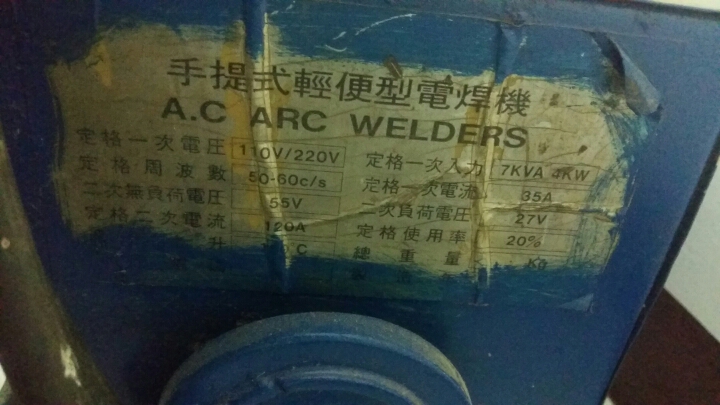 手提式輕便型電焊機
A.C ARC WELDERS
定格一次電圧 110V/220V 定格一次入力 7KVA 4KW
定格周波數 50-60c/s 定格一次電流 35A
二次無負荷電圧 55V 二次負荷電圧 27V
定格二次電流 120A 定格使用率 20%
升 C 總重量 Kg